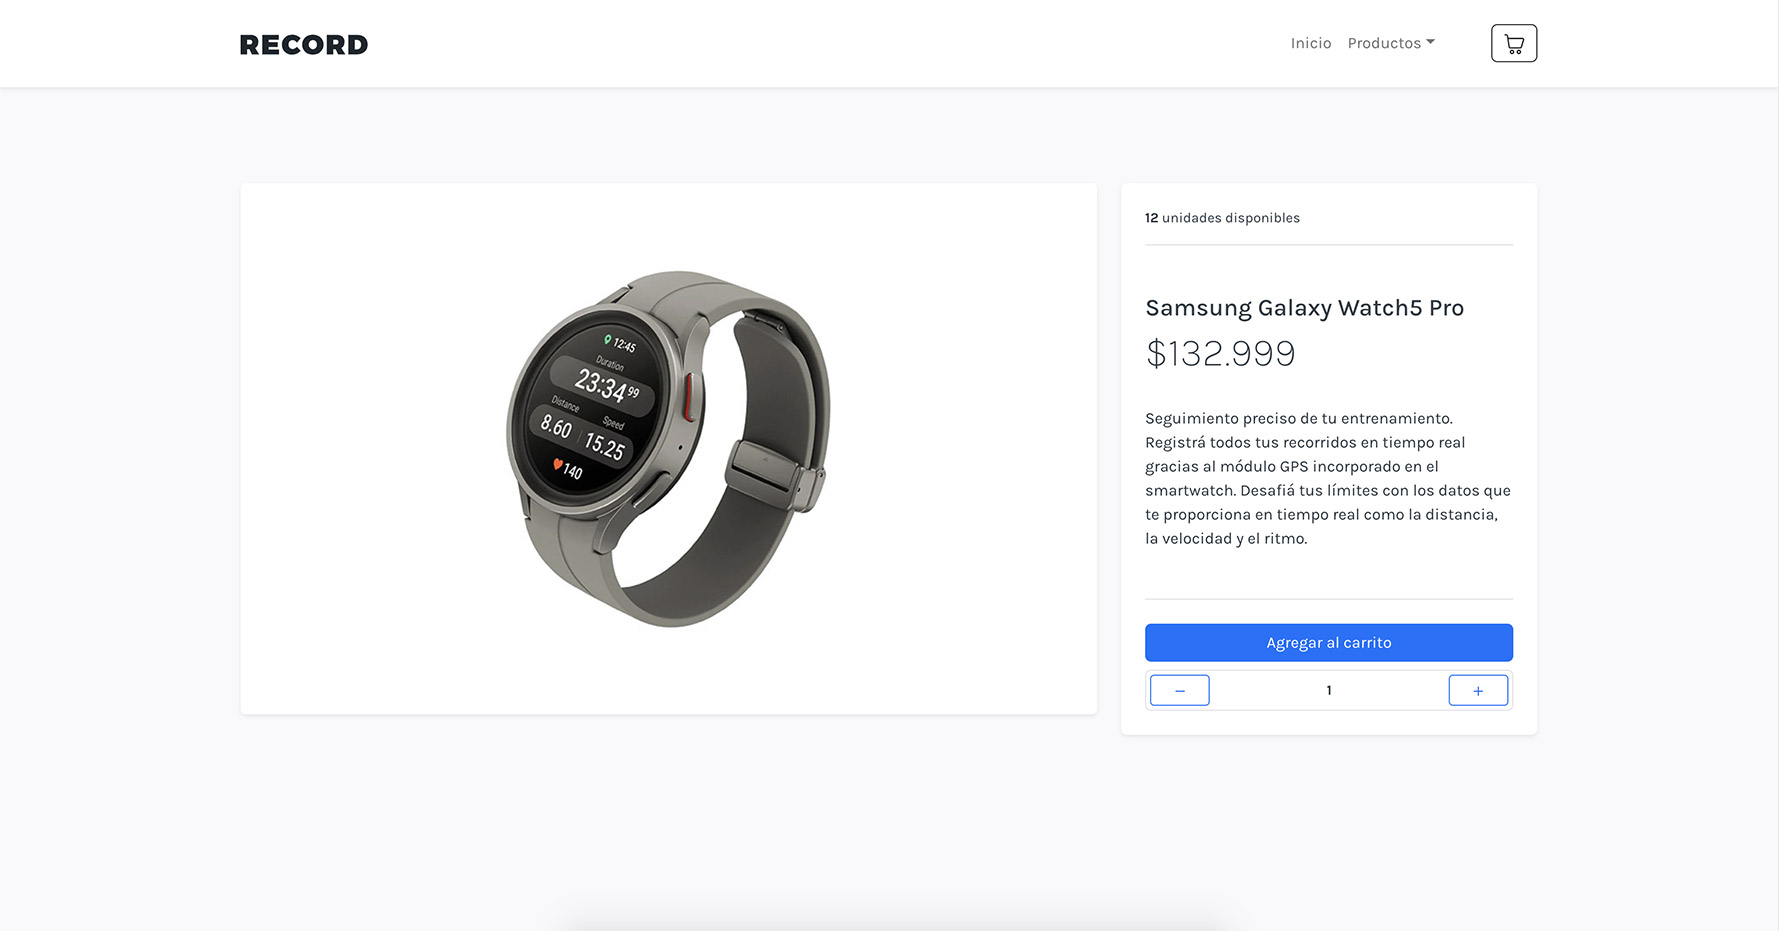 RECORD
Inicio Productos
12 unidades disponibles
Samsung Galaxy Watch5 Pro
$132.999
Seguimiento preciso de tu entrenamiento.
Registrá todos tus recorridos en tiempo real
gracias al módulo GPS incorporado en el
smartwatch. Desafiá tus límites con los datos que
te proporciona en tiempo real como la distancia,
la velocidad y el ritmo.
Agregar al carrito
− 1 +
12:45
Duration
23:34 99
Distance Speed
8.60 15.25
140